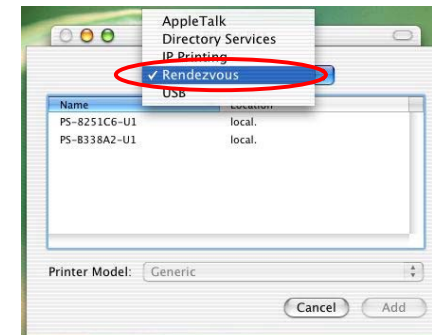 AppleTalk
Directory Services
IP Printing
✓ Rendezvous
USB
Name Location
PS-8251C6-U1 local.
PS-B338A2-U1 local.
Printer Model: Generic
Cancel Add